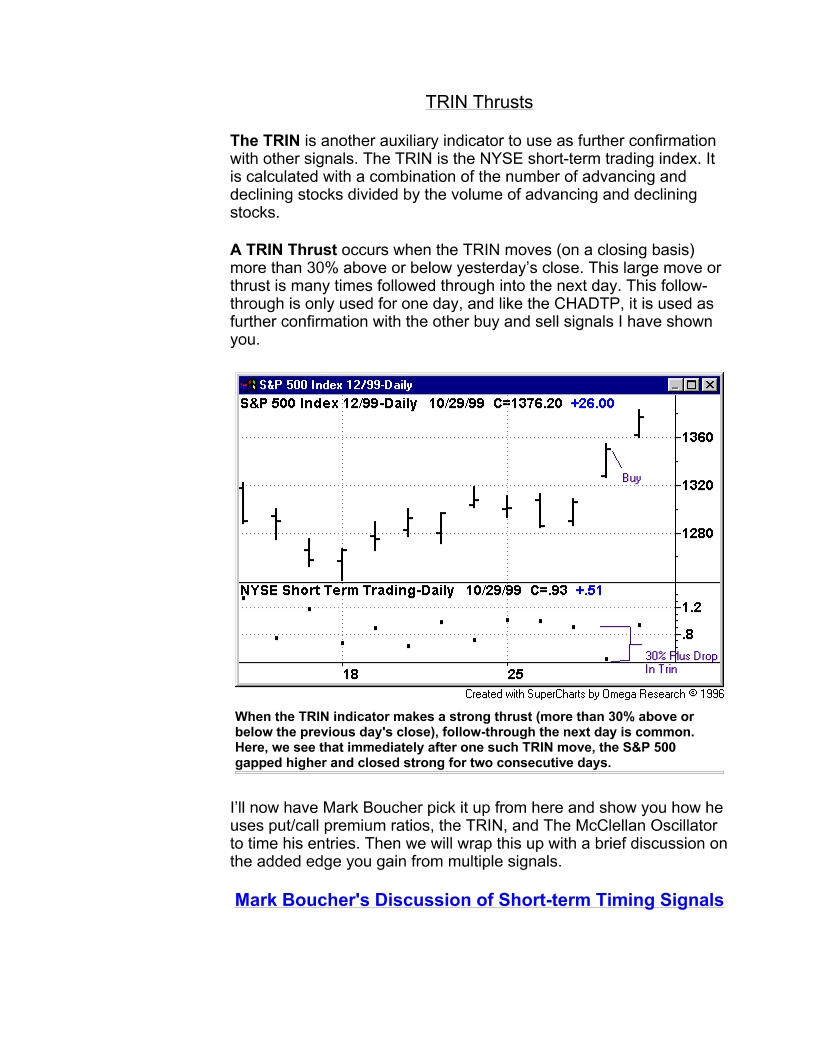 TRIN Thrusts
The TRIN is another auxiliary indicator to use as further confirmation
with other signals. The TRIN is the NYSE short-term trading index. It
is calculated with a combination of the number of advancing and
declining stocks divided by the volume of advancing and declining
stocks.
A TRIN Thrust occurs when the TRIN moves (on a closing basis)
more than 30% above or below yesterday’s close. This large move or
thrust is many times followed through into the next day. This follow-
through is only used for one day, and like the CHADTP, it is used as
further confirmation with the other buy and sell signals I have shown
you.
S&P 500 Index 12/99-Daily
S&P 500 Index 12/99-Daily 10/29/99 C=1376.20 +26.00
1360
Buy
1320
1280
NYSE Short Term Trading-Daily 10/29/99 C=.93 +.51
1.2
.8
30% Plus Drop
In Trin
18 25
Created with SuperCharts by Omega Research © 1996
When the TRIN indicator makes a strong thrust (more than 30% above or
below the previous day's close), follow-through the next day is common.
Here, we see that immediately after one such TRIN move, the S&P 500
gapped higher and closed strong for two consecutive days.
I’ll now have Mark Boucher pick it up from here and show you how he
uses put/call premium ratios, the TRIN, and The McClellan Oscillator
to time his entries. Then we will wrap this up with a brief discussion on
the added edge you gain from multiple signals.
Mark Boucher's Discussion of Short-term Timing Signals